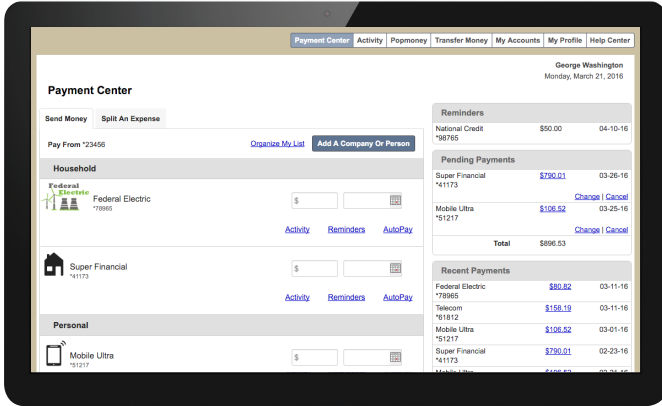 Payment Center Activity Popmoney Transfer Money My Accounts My Profile Help Center
George Washington
Monday, March 21, 2016
Payment Center
Send Money Split An Expense
Pay From *23456 Organize My List Add A Company Or Person
Household
Federal
Electric
Federal Electric
*78965
$
Activity Reminders AutoPay
Super Financial
*41173
$
Activity Reminders AutoPay
Personal
Mobile Ultra
*51217
$
Reminders
National Credit $50.00 04-10-16
*98765
Pending Payments
Super Financial $790.01 03-26-16
*41173
Change | Cancel
Mobile Ultra $106.52 03-25-16
*51217
Change | Cancel
Total $896.53
Recent Payments
Federal Electric $80.82 03-11-16
*78965
Telecom $158.19 03-11-16
*61812
Mobile Ultra $106.52 03-01-16
*51217
Super Financial $790.01 02-23-16
*41173